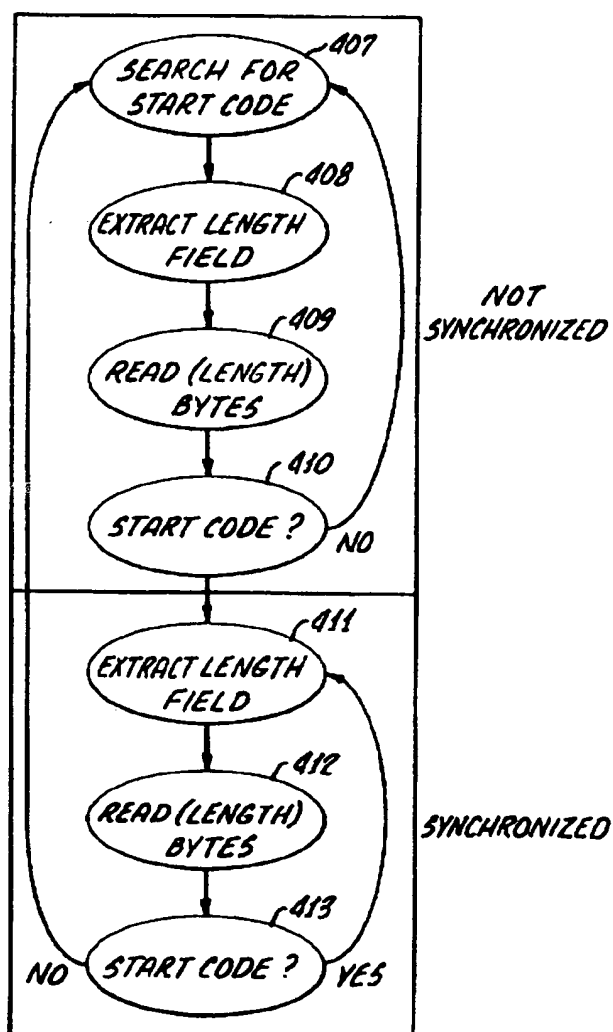 407
SEARCH FOR
START CODE
408
EXTRACT LENGTH
FIELD
409
READ (LENGTH)
BYTES
410
START CODE ?
NO
NOT
SYNCHRONIZED
411
EXTRACT LENGTH
FIELD
412
READ (LENGTH)
BYTES
SYNCHRONIZED
413
NO
START CODE ?
YES